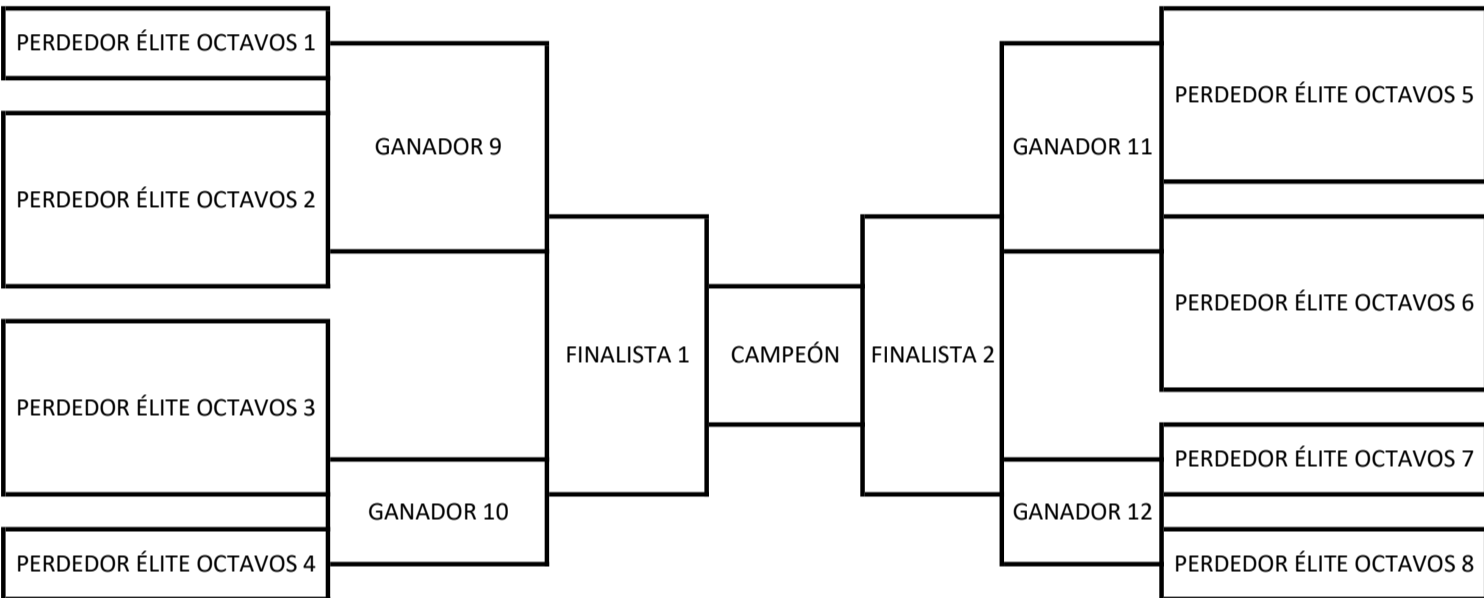 PERDEDOR ÉLITE OCTAVOS 1
PERDEDOR ÉLITE OCTAVOS 2
PERDEDOR ÉLITE OCTAVOS 3
PERDEDOR ÉLITE OCTAVOS 4
GANADOR 9
GANADOR 10
FINALISTA 1
CAMPEÓN
FINALISTA 2
GANADOR 11
GANADOR 12
PERDEDOR ÉLITE OCTAVOS 5
PERDEDOR ÉLITE OCTAVOS 6
PERDEDOR ÉLITE OCTAVOS 7
PERDEDOR ÉLITE OCTAVOS 8